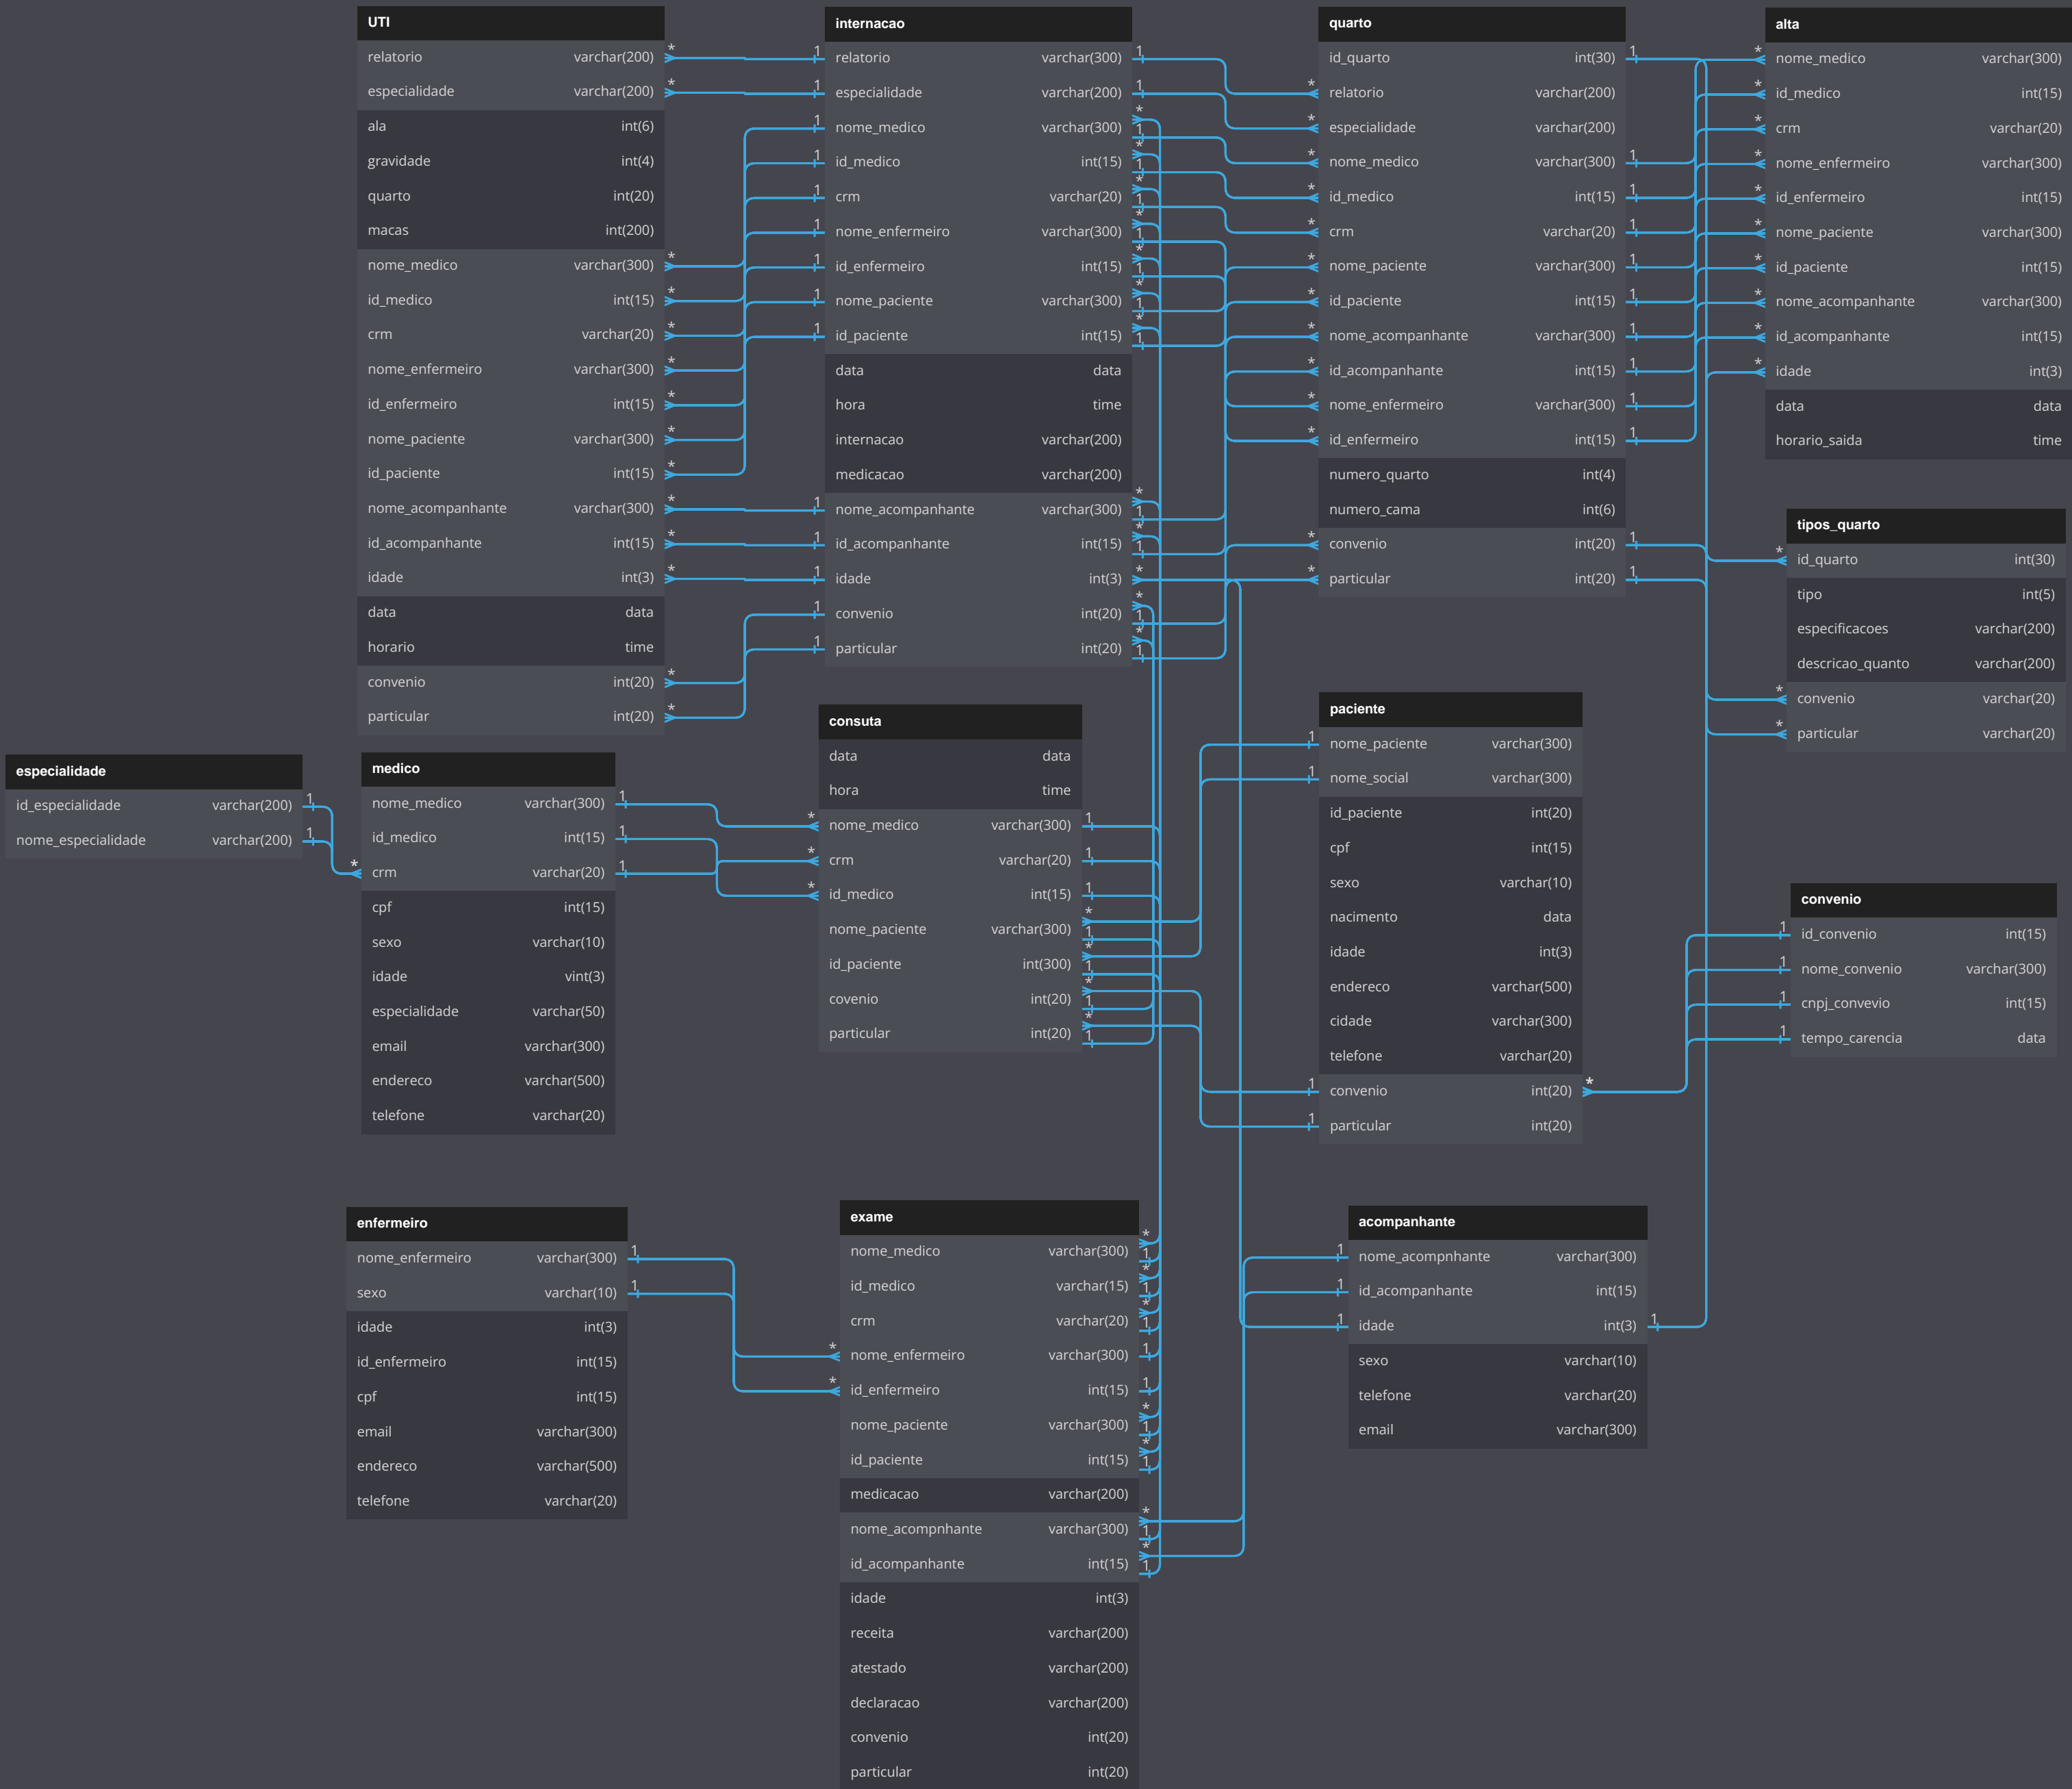 UTI
relatorio varchar(200)
especialidade varchar(200)
ala int(6)
gravidade int(4)
quarto int(20)
macas int(200)
nome_medico varchar(300)
id_medico int(15)
crm varchar(20)
nome_enfermeiro varchar(300)
id_enfermeiro int(15)
nome_paciente varchar(300)
id_paciente int(15)
nome_acompanhante varchar(300)
id_acompanhante int(15)
idade int(3)
data data
horario time
convenio int(20)
particular int(20)
internacao
relatorio varchar(300)
especialidade varchar(200)
nome_medico varchar(300)
id_medico int(15)
crm varchar(20)
nome_enfermeiro varchar(300)
id_enfermeiro int(15)
nome_paciente varchar(300)
id_paciente int(15)
data data
hora time
internacao varchar(200)
medicacao varchar(200)
nome_acompanhante varchar(300)
id_acompanhante int(15)
idade int(3)
convenio int(20)
particular int(20)
quarto
id_quarto int(30)
relatorio varchar(200)
especialidade varchar(200)
nome_medico varchar(300)
id_medico int(15)
crm varchar(20)
nome_paciente varchar(300)
id_paciente int(15)
nome_acompanhante varchar(300)
id_acompanhante int(15)
nome_enfermeiro varchar(300)
id_enfermeiro int(15)
numero_quarto int(4)
numero_cama int(6)
convenio int(20)
particular int(20)
alta
nome_medico varchar(300)
id_medico int(15)
crm varchar(20)
nome_enfermeiro varchar(300)
id_enfermeiro int(15)
nome_paciente varchar(300)
id_paciente int(15)
nome_acompanhante varchar(300)
id_acompanhante int(15)
idade int(3)
data data
horario_saida time
tipos_quarto
id_quarto int(30)
tipo int(5)
especificacoes varchar(200)
descricao_quanto varchar(200)
convenio varchar(20)
particular varchar(20)
especialidade
id_especialidade varchar(200)
nome_especialidade varchar(200)
medico
nome_medico varchar(300)
id_medico int(15)
crm varchar(20)
cpf int(15)
sexo varchar(10)
idade vint(3)
especialidade varchar(50)
email varchar(300)
endereco varchar(500)
telefone varchar(20)
consuta
data data
hora time
nome_medico varchar(300)
crm varchar(20)
id_medico int(15)
nome_paciente varchar(300)
id_paciente int(300)
covenio int(20)
particular int(20)
paciente
nome_paciente varchar(300)
nome_social varchar(300)
id_paciente int(20)
cpf int(15)
sexo varchar(10)
nacimento data
idade int(3)
endereco varchar(500)
cidade varchar(300)
telefone varchar(20)
convenio int(20)
particular int(20)
convenio
id_convenio int(15)
nome_convenio varchar(300)
cnpj_convevio int(15)
tempo_carencia data
enfermeiro
nome_enfermeiro varchar(300)
sexo varchar(10)
idade int(3)
id_enfermeiro int(15)
cpf int(15)
email varchar(300)
endereco varchar(500)
telefone varchar(20)
exame
nome_medico varchar(300)
id_medico varchar(15)
crm varchar(20)
nome_enfermeiro varchar(300)
id_enfermeiro int(15)
nome_paciente varchar(300)
id_paciente int(15)
medicacao varchar(200)
nome_acompnhante varchar(300)
id_acompanhante int(15)
idade int(3)
receita varchar(200)
atestado varchar(200)
declaracao varchar(200)
convenio int(20)
particular int(20)
acompanhante
nome_acompnhante varchar(300)
id_acompanhante int(15)
idade int(3)
sexo varchar(10)
telefone varchar(20)
email varchar(300)